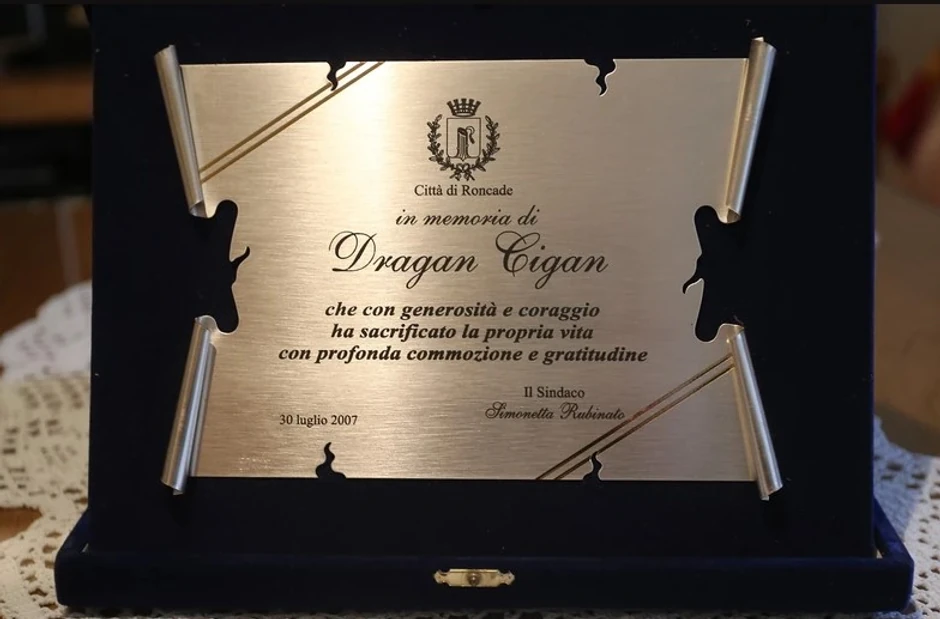 Città di Roncade
in memoria di
Dragan Cigan
che con generosità e coraggio
ha sacrificato la propria vita
con profonda commozione e gratitudine
Il Sindaco
Simonetta Rubinato
30 luglio 2007